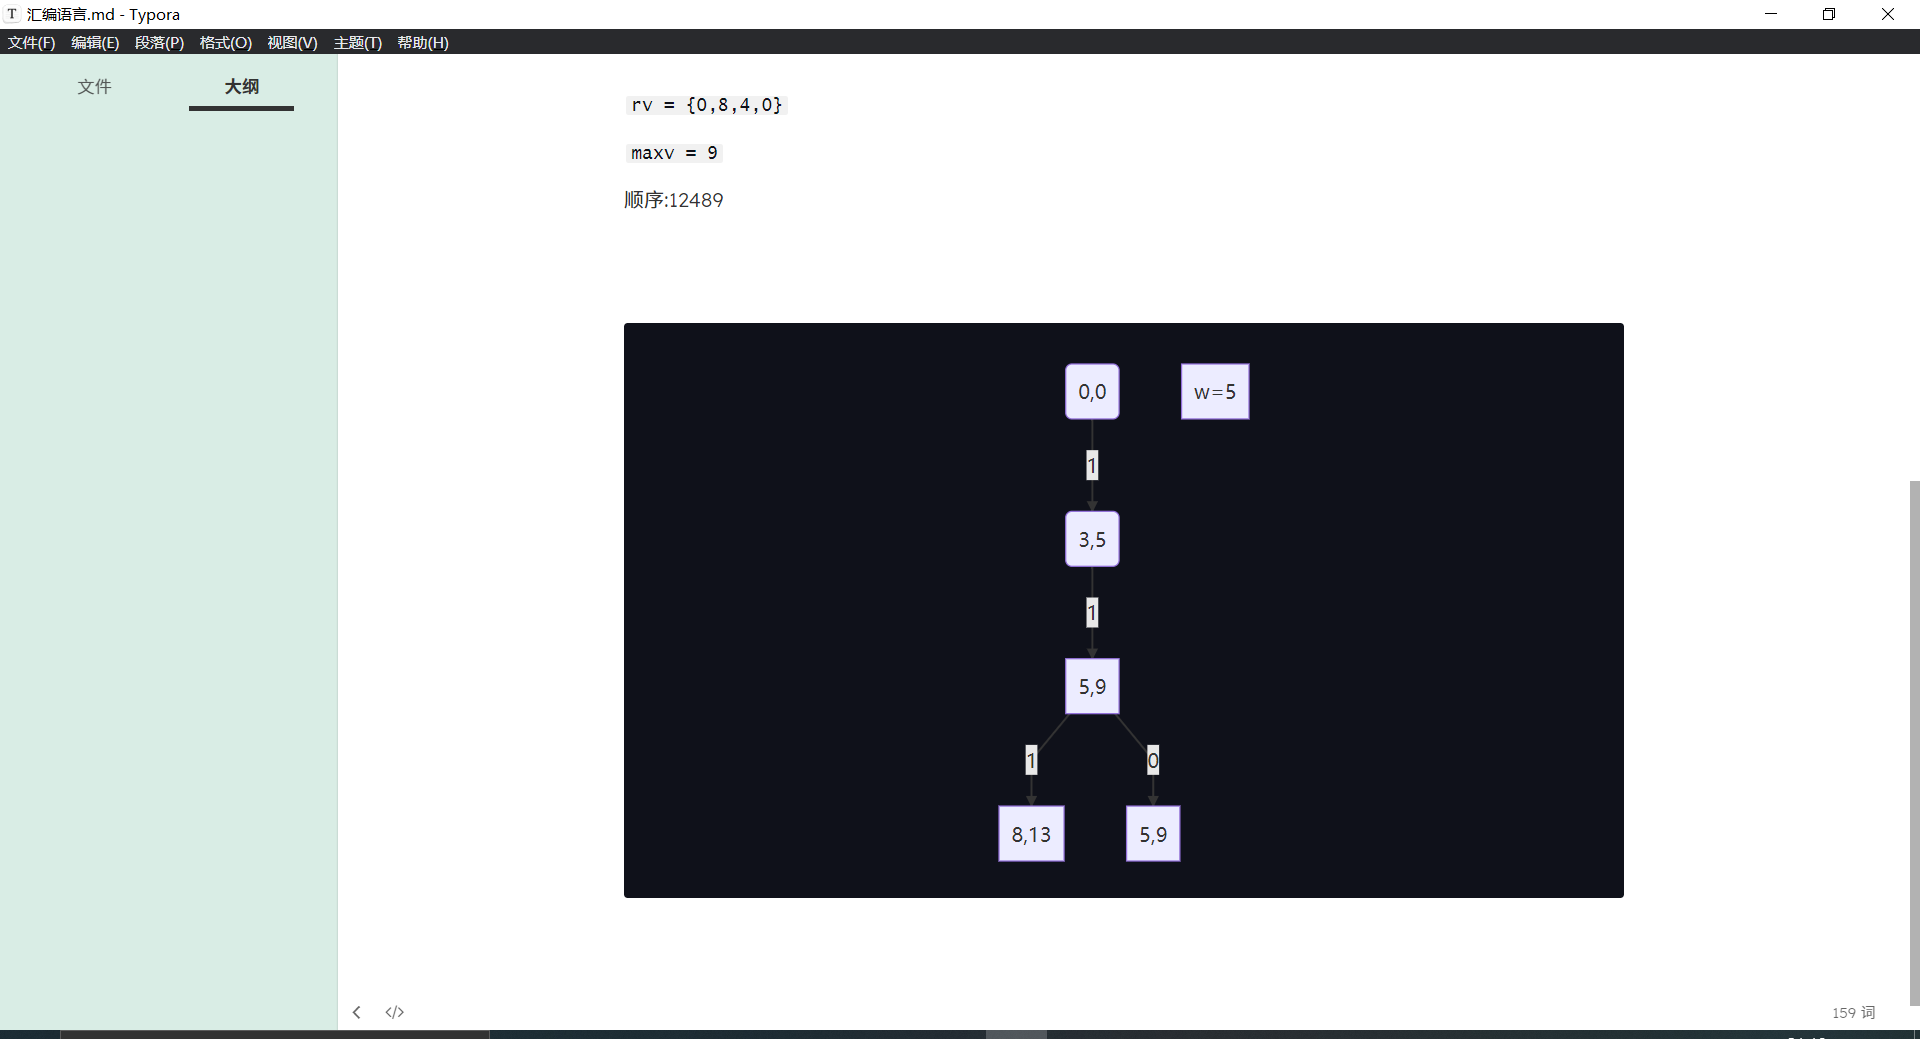 汇编语言.md - Typora
文件(F) 编辑(E) 段落(P) 格式(O) 视图(V) 主题(T) 帮助(H)
文件 大纲
rv = {0,8,4,0}
maxv = 9
顺序:12489
0,0 w=5
1
3,5
1
5,9
1 0
8,13 5,9
159 词